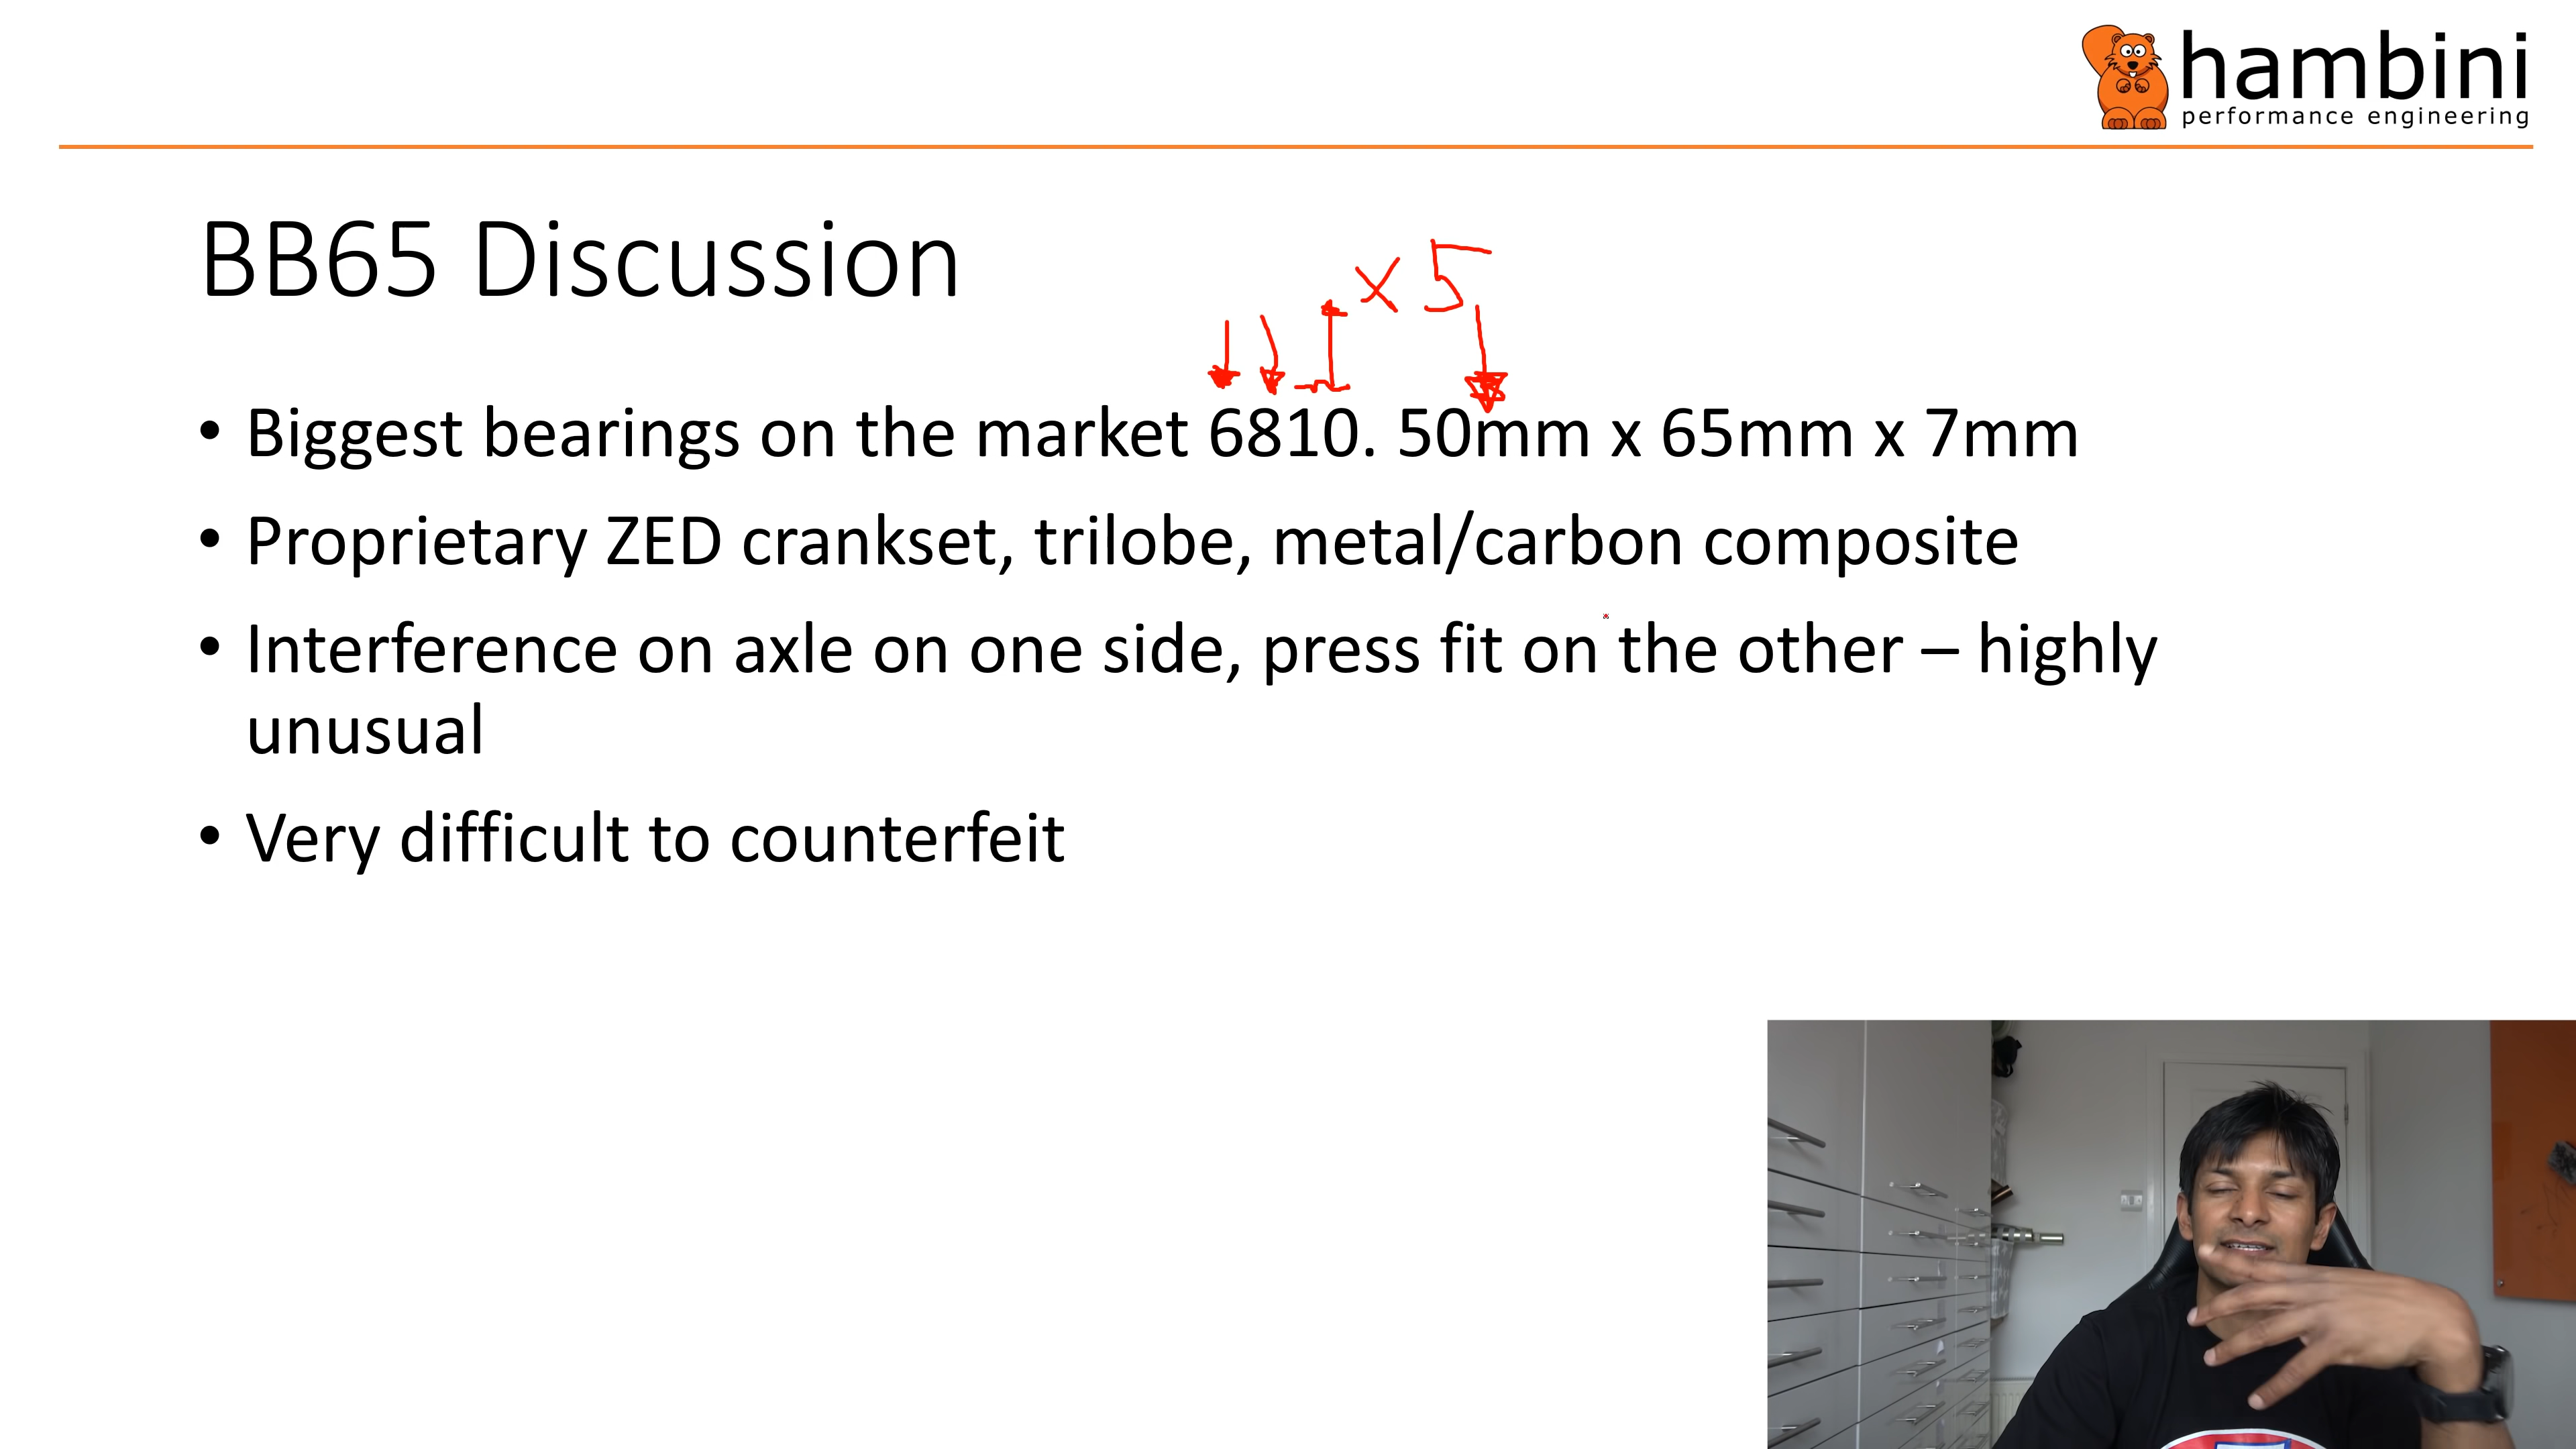 hambini
performance engineering
BB65 Discussion
x 5
• Biggest bearings on the market 6810. 50mm x 65mm x 7mm
• Proprietary ZED crankset, trilobe, metal/carbon composite
• Interference on axle on one side, press fit on the other – highly
unusual
• Very difficult to counterfeit